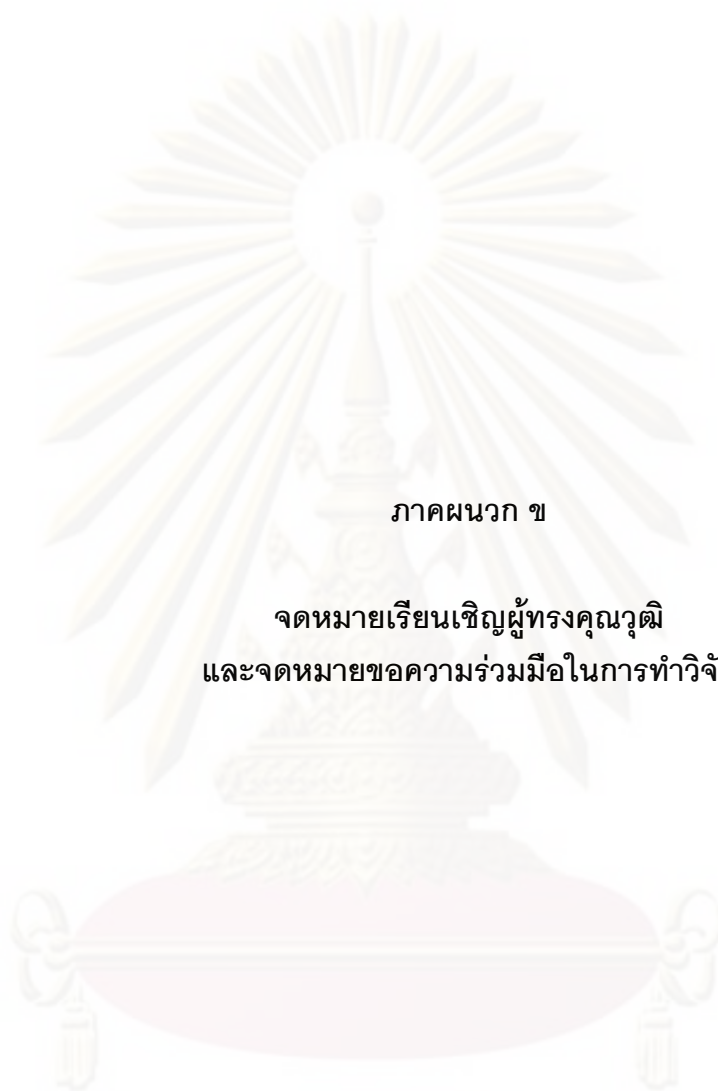 ภาคผนวก ข
จดหมายเรียนเชิญผู้ทรงคุณวุฒิ
และจดหมายขอความร่วมมือในการทำวิจั